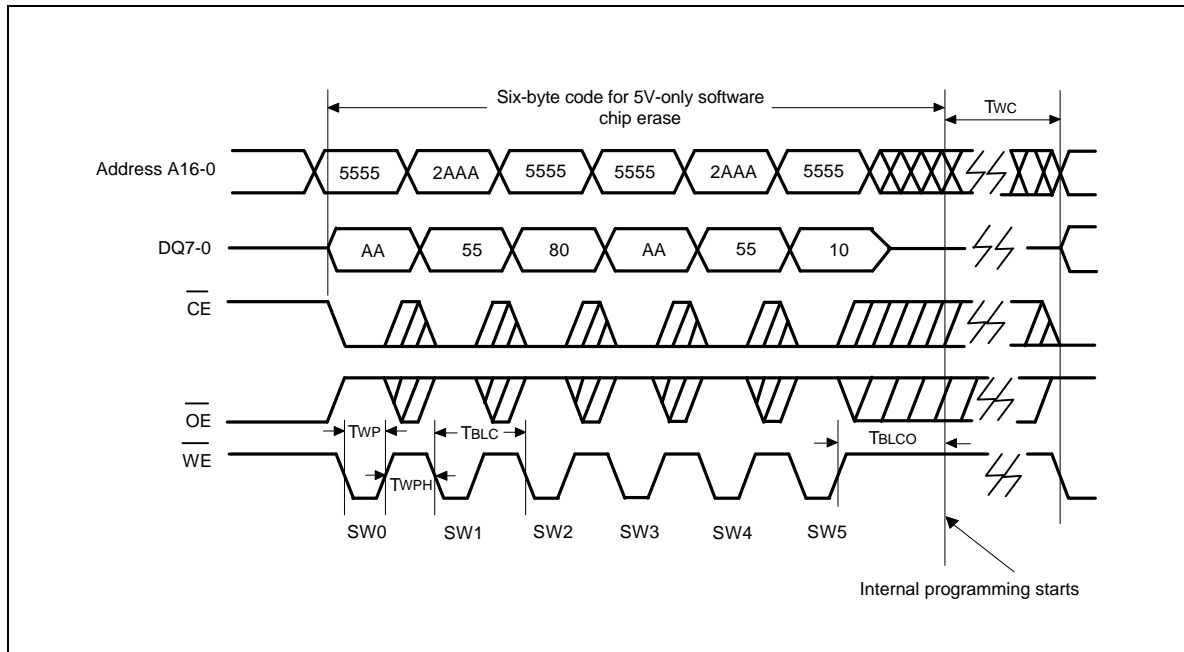 Six-byte code for 5V-only software
chip erase
TWC
Address A16-0
5555 2AAA 5555 5555 2AAA 5555
DQ7-0
AA 55 80 AA 55 10
CE
OE
TWP TBLC TBLCO
WE
TWPH
SW0 SW1 SW2 SW3 SW4 SW5
Internal programming starts